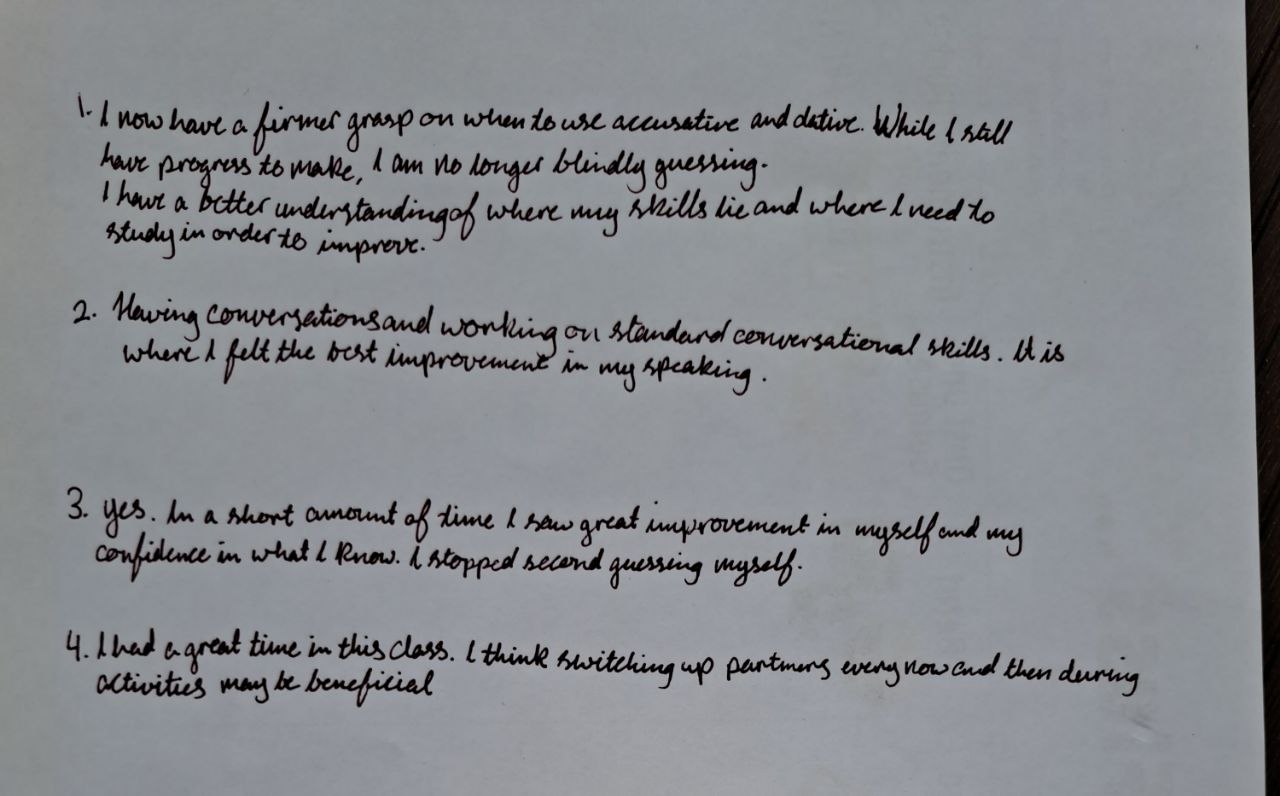 1. I now have a firmer grasp on when to use accusative and dative. While I still
have progress to make, I am no longer blindly guessing.
I have a better understanding of where my skills lie and where I need to
study in order to improve.
2. Having conversations and working on standard conversational skills. It is
where I felt the best improvement in my speaking.
3. yes. In a short amount of time I saw great improvement in myself and my
confidence in what I know. I stopped second guessing myself.
4. I had a great time in this class. I think switching up partners every now and then during
activities may be beneficial